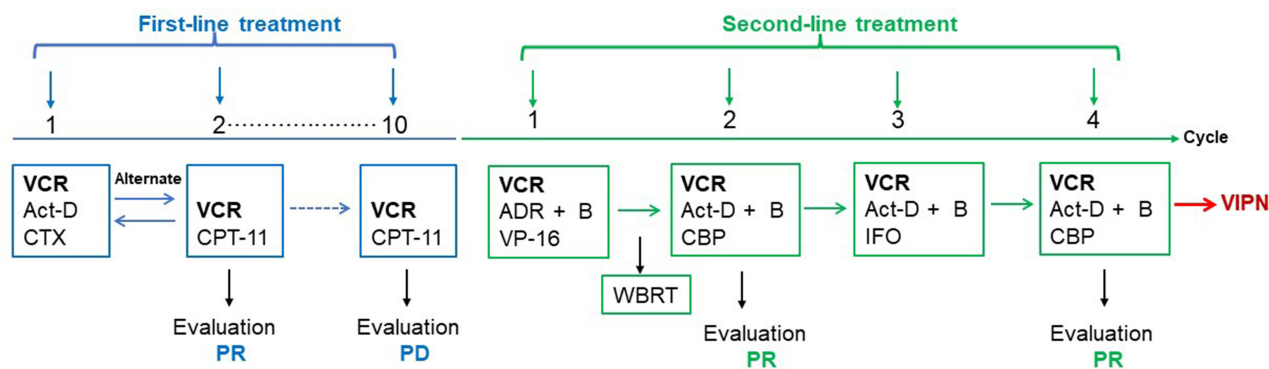 First-line treatment
Second-line treatment
1
2
10
1
2
3
4
Cycle
VCR
Act-D
CTX
Alternate
VCR
CPT-11
VCR
CPT-11
VCR
ADR + B
VP-16
VCR
Act-D + B
CBP
VCR
Act-D + B
IFO
VCR
Act-D + B
CBP
VIPN
WBRT
Evaluation
PR
Evaluation
PD
Evaluation
PR
Evaluation
PR